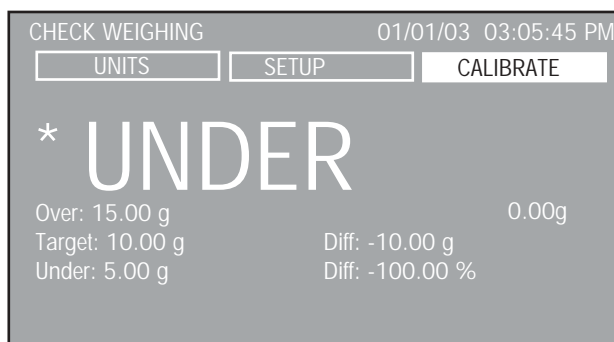 CHECK WEIGHING 01/01/03 03:05:45 PM
UNITS SETUP CALIBRATE
* UNDER
Over: 15.00 g 0.00g
Target: 10.00 g Diff: -10.00 g
Under: 5.00 g Diff: -100.00 %